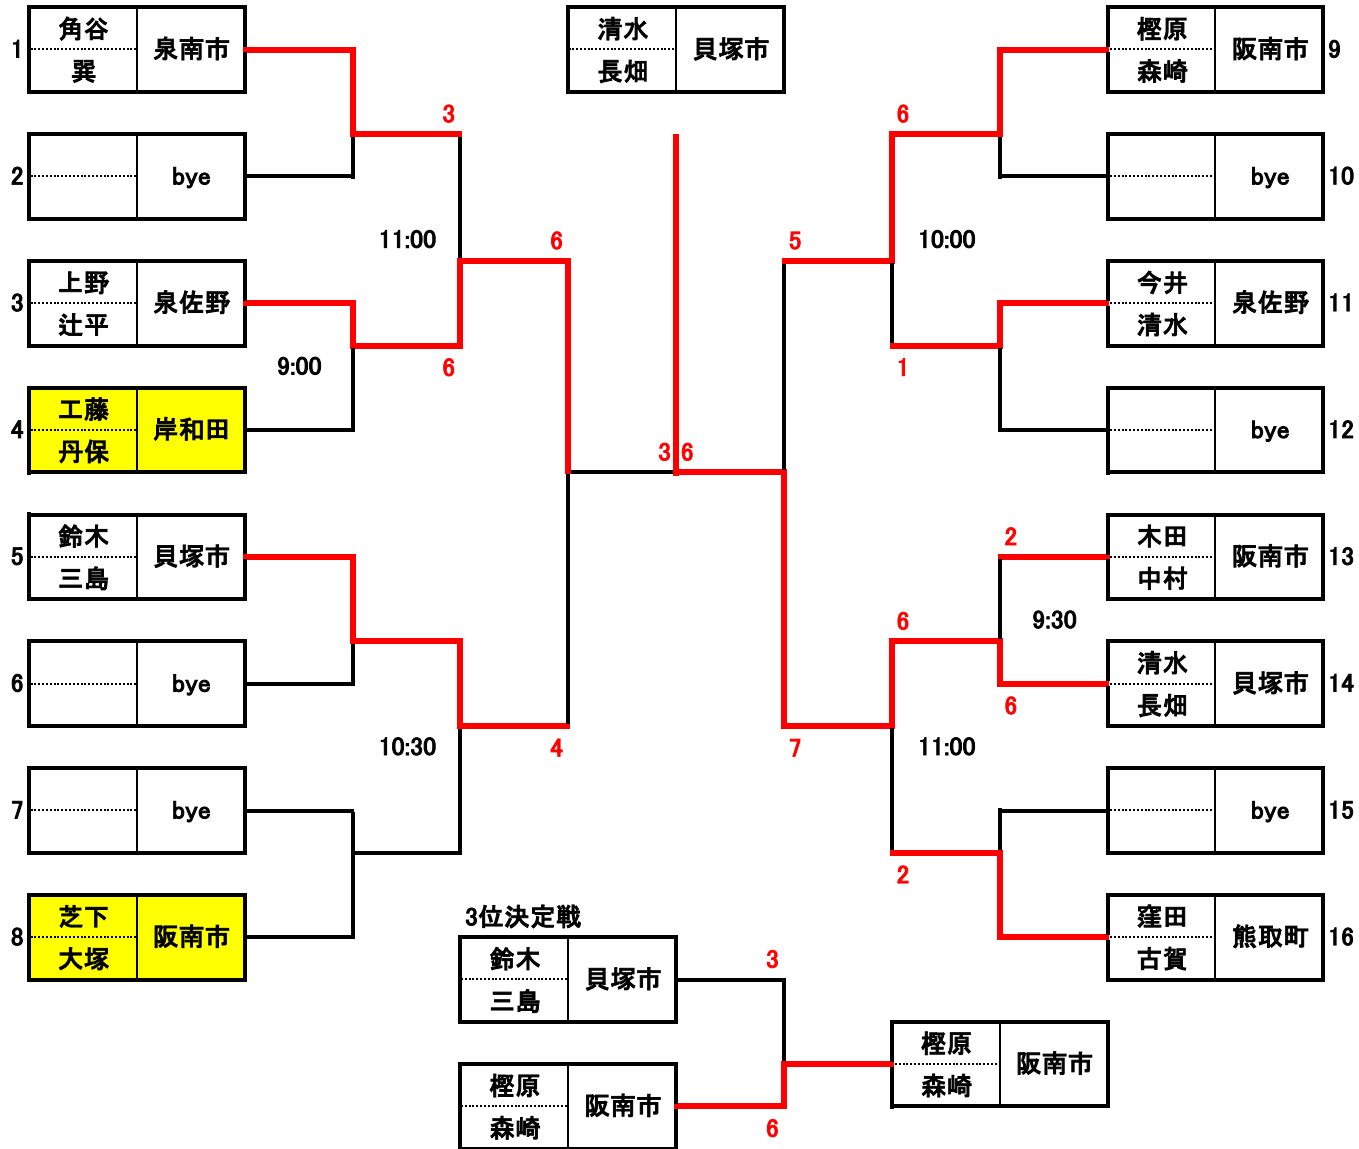 1 角谷 巽 泉南市
2 bye
3 上野 辻平 泉佐野
4 工藤 丹保 岸和田
5 鈴木 三島 貝塚市
6 bye
7 bye
8 芝下 大塚 阪南市
3
11:00
6
9:00
6
10:30
4
清水 長畑 貝塚市
3 6
6
5
10:00
1
2
9:30
6
6
11:00
7
2
樫原 森崎 阪南市 9
bye 10
今井 清水 泉佐野 11
bye 12
木田 中村 阪南市 13
清水 長畑 貝塚市 14
bye 15
窪田 古賀 熊取町 16
3位決定戦
鈴木 三島 貝塚市
3
樫原 森崎 阪南市
6
樫原 森崎 阪南市